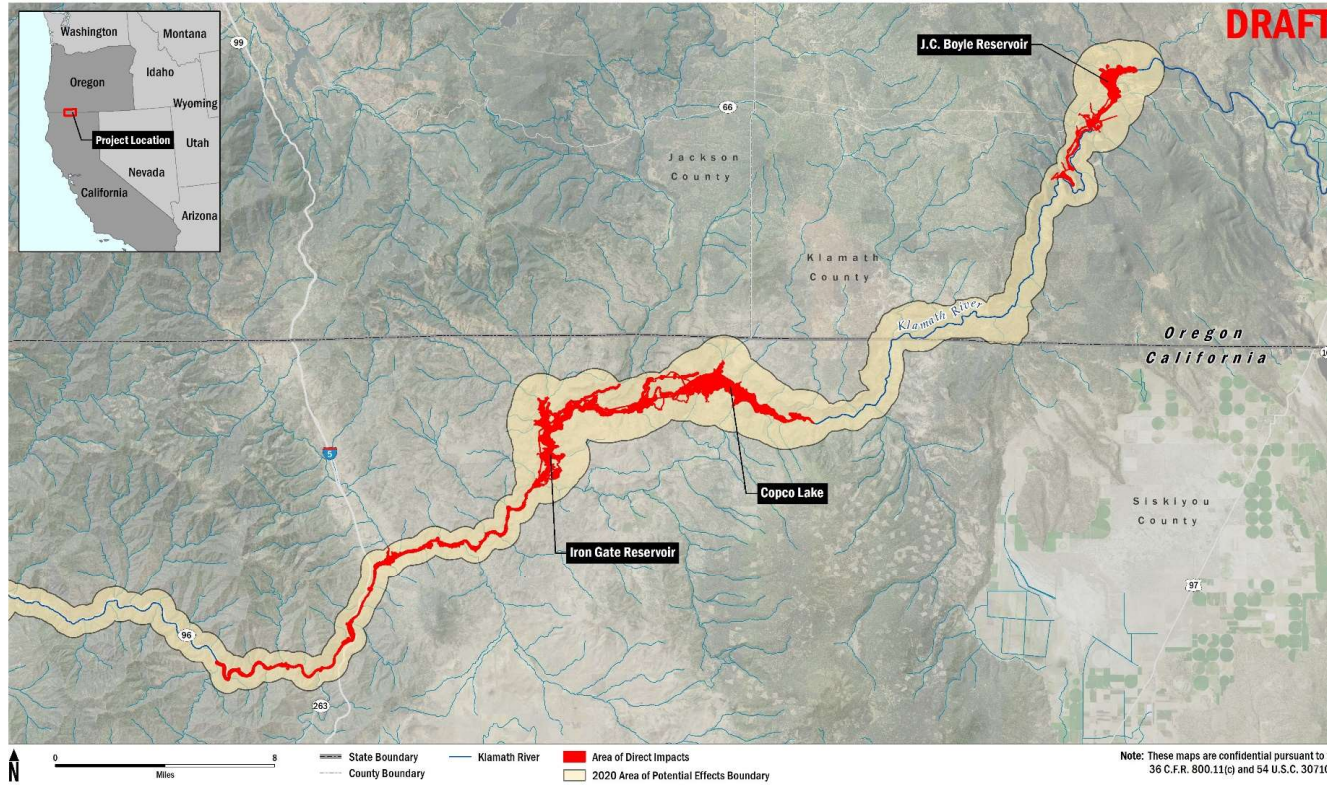 DRAFT
Washington
Montana
Oregon
Idaho
Wyoming
Project Location
Utah
Nevada
California
Arizona
99
J.C. Boyle Reservoir
66
Jackson
County
Klamath
County
Klamath River
Oregon
California
5
Copco Lake
Siskiyou
County
Iron Gate Reservoir
97
96
263
N
0 8
Miles
State Boundary
County Boundary
Klamath River
Area of Direct Impacts
2020 Area of Potential Effects Boundary
Note: These maps are confidential pursuant to
36 C.F.R. 800.11(c) and 54 U.S.C. 30710